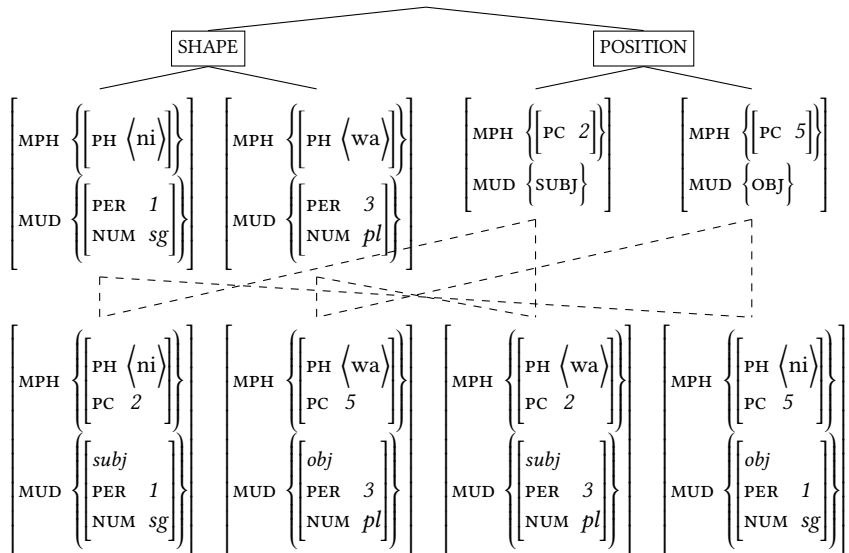 SHAPE POSITION
MPH {[PH ⟨ni⟩]} MPH {[PH ⟨wa⟩]} MPH {[PC 2]} MPH {[PC 5]}
MUD {SUBJ} MUD {OBJ}
MUD {[PER 1 NUM sg]} MUD {[PER 3 NUM pl]}
MPH {[PH ⟨ni⟩ PC 2]} MPH {[PH ⟨wa⟩ PC 5]} MPH {[PH ⟨wa⟩ PC 2]} MPH {[PH ⟨ni⟩ PC 5]}
MUD {[subj PER 1 NUM sg]} MUD {[obj PER 3 NUM pl]} MUD {[subj PER 3 NUM pl]} MUD {[obj PER 1 NUM sg]}